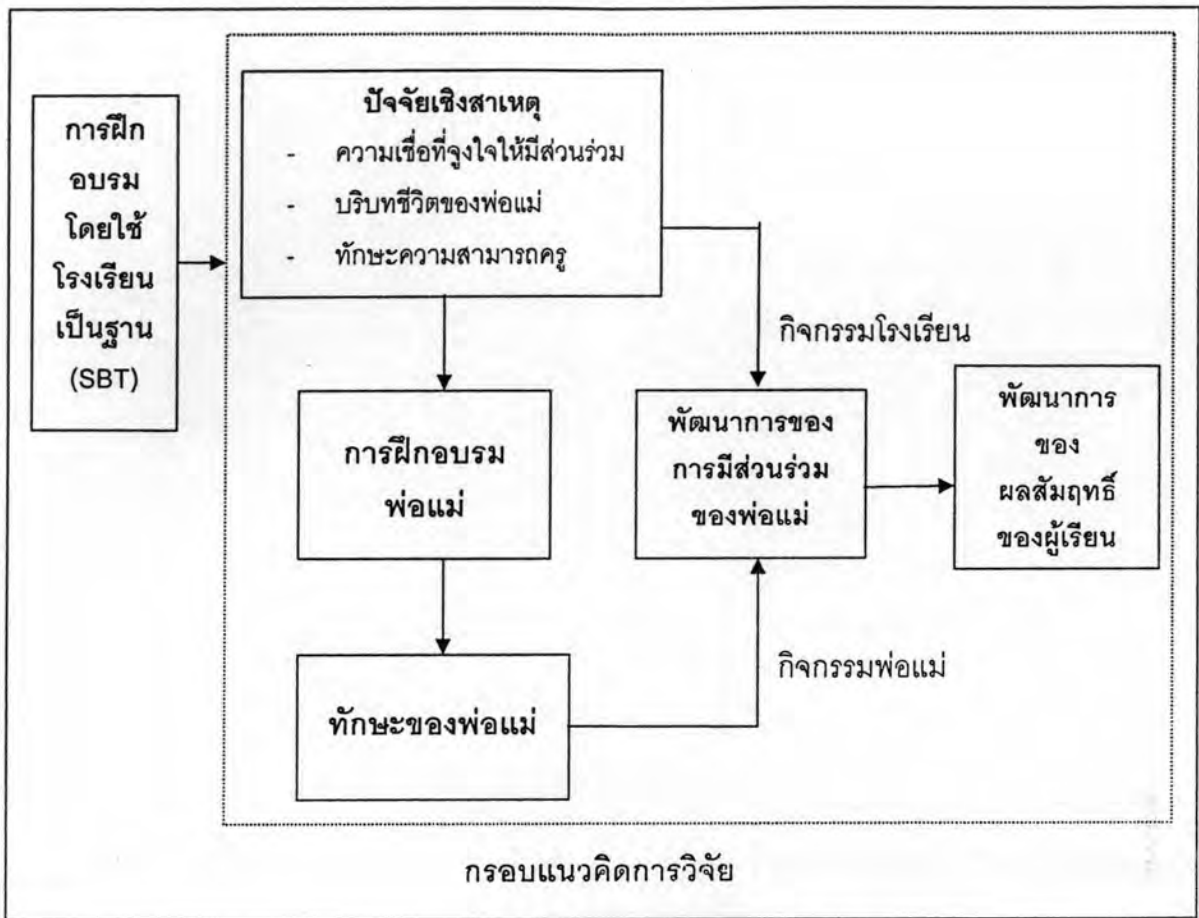 การฝึก
อบรม
โดยใช้
โรงเรียน
เป็นฐาน
(SBT)
ปัจจัยเชิงสาเหตุ
- ความเชื่อที่จูงใจให้มีส่วนร่วม
- บริบทชีวิตของพ่อแม่
- ทักษะความสามารถครู
กิจกรรมโรงเรียน
การฝึกอบรม
พ่อแม่
พัฒนาการของ
การมีส่วนร่วม
ของพ่อแม่
พัฒนาการ
ของ
ผลสัมฤทธิ์
ของผู้เรียน
ทักษะของพ่อแม่
กิจกรรมพ่อแม่
กรอบแนวคิดการวิจัย